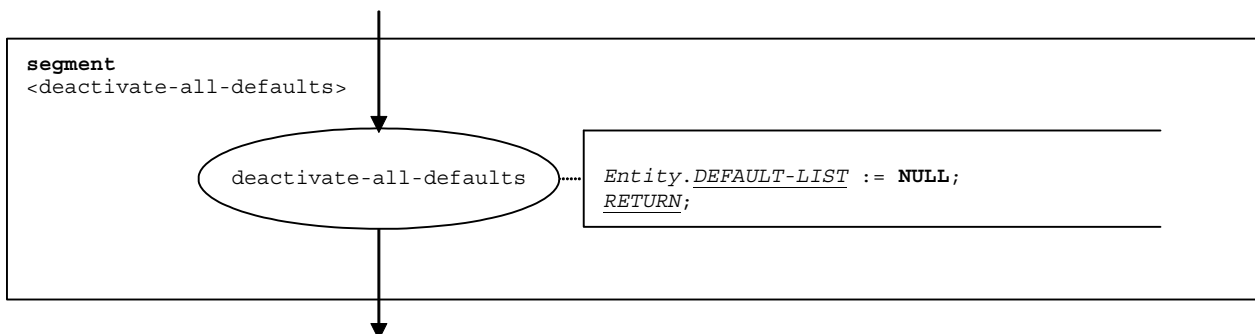 segment
<deactivate-all-defaults>
deactivate-all-defaults
Entity.DEFAULT-LIST := NULL;
RETURN;